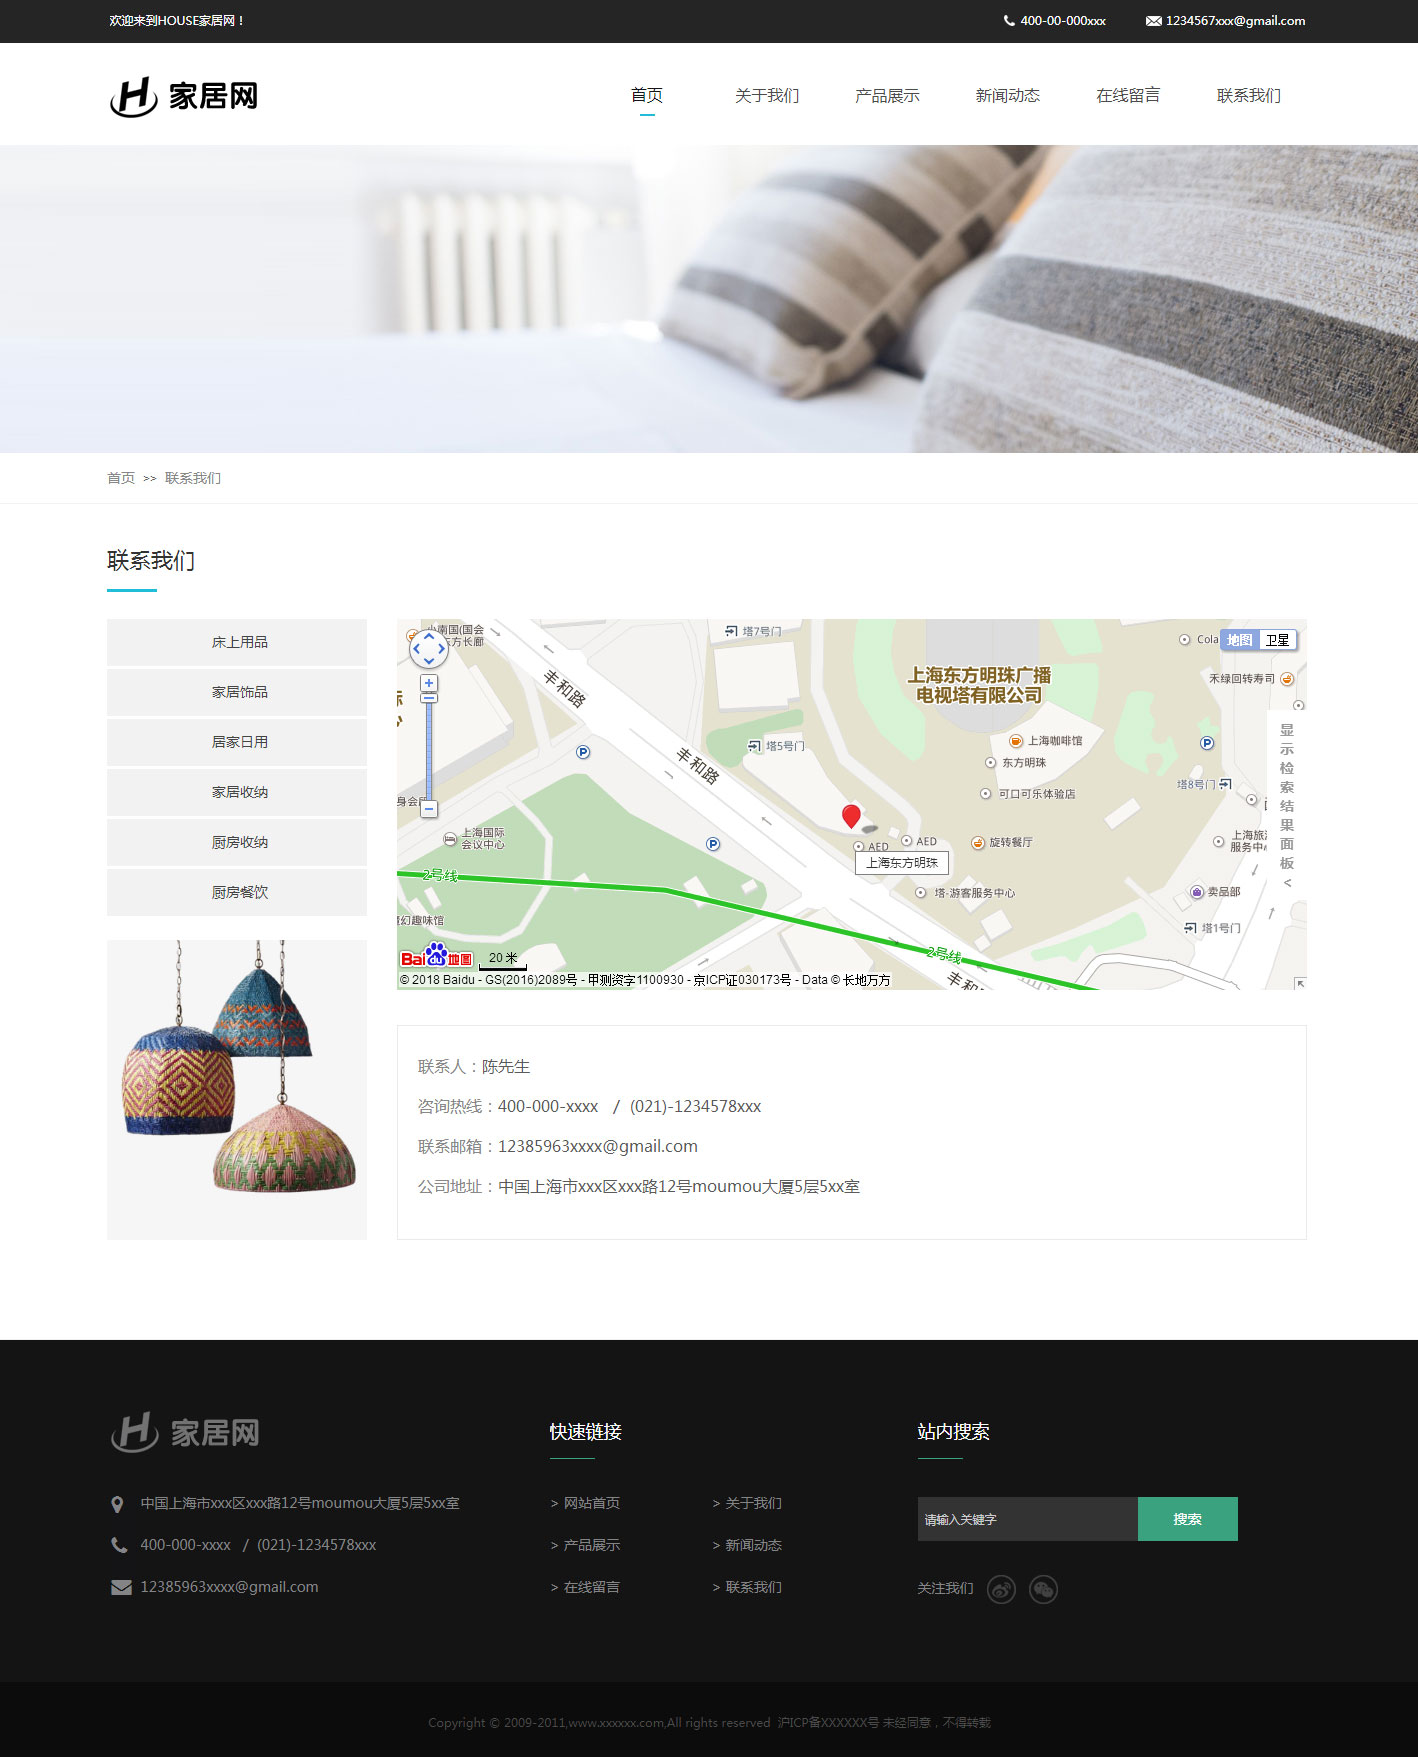 欢迎来到HOUSE家居网！
400-00-000xxx
1234567xxx@gmail.com
H 家居网
首页
关于我们
产品展示
新闻动态
在线留言
联系我们
首页 >> 联系我们
联系我们
床上用品
家居饰品
居家日用
家居收纳
厨房收纳
厨房餐饮
小南国(国会
东方长廊
塔7号门
Cola
地图
卫星
上海东方明珠广播
电视塔有限公司
禾绿回转寿司
丰和路
塔5号门
丰和路
上海咖啡馆
东方明珠
可口可乐体验店
塔8号门
显示检索结果面板
<
身会
上海国际
会议中心
AED
AED
旋转餐厅
上海东方明珠
上海旅
服务中
2号线
塔-游客服务中心
卖品部
幻趣味馆
塔1号门
2号线
丰和
Bai du 地图
20 米
© 2018 Baidu - GS(2016)2089号 - 甲测资字1100930 - 京ICP证030173号 - Data © 长地万方
联系人：陈先生
咨询热线：400-000-xxxx / (021)-1234578xxx
联系邮箱：12385963xxxx@gmail.com
公司地址：中国上海市xxx区xxx路12号moumou大厦5层5xx室
H 家居网
中国上海市xxx区xxx路12号moumou大厦5层5xx室
400-000-xxxx / (021)-1234578xxx
12385963xxxx@gmail.com
快速链接
> 网站首页
> 关于我们
> 产品展示
> 新闻动态
> 在线留言
> 联系我们
站内搜索
请输入关键字
搜索
关注我们
Copyright © 2009-2011,www.xxxxxx.com,All rights reserved 沪ICP备XXXXXX号 未经同意，不得转载